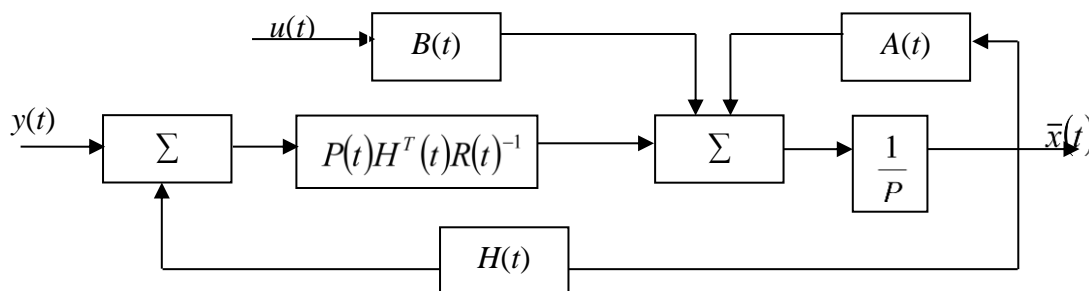 u(t)
B(t)
A(t)
y(t)
Σ
P(t)H^T(t)R(t)^{-1}
Σ
1/P
x̄(t)
H(t)